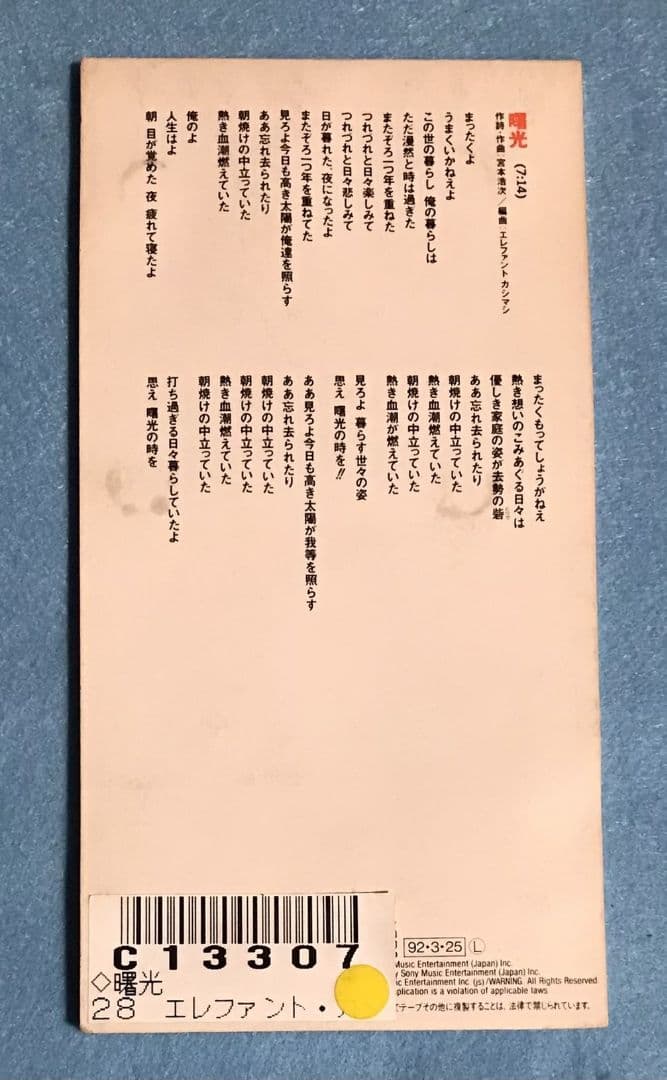 曙光 (7:14)
作詩・作曲:宮本浩次/編曲:エレファントカシマシ
まったくよ
うまくいかねえよ
この世の暮らし 俺の暮らしは
ただ漫然と時は過ぎた
またぞろ一つ年を重ねた
つれづれと日々楽しみて
つれづれと日々悲しみて
日が暮れた、夜になったよ
またぞろ一つ年を重ねてた
見ろよ今日も高き太陽が俺達を照らす
ああ忘れ去られたり
朝焼けの中立っていた
熱き血潮燃えていた
俺のよ
人生はよ
朝 目が覚めた 夜 疲れて寝たよ
まったくもってしょうがねえ
熱き想いのこみあぐる日々は
優しき家庭の姿が去勢の砦
とりで
ああ忘れ去られたり
朝焼けの中立っていた
熱き血潮燃えていた
朝焼けの中立っていた
熱き血潮が燃えていた
見ろよ 暮らす世々の姿
思え 曙光の時を!!
ああ見ろよ今日も高き太陽が我等を照らす
ああ忘れ去られたり
朝焼けの中立っていた
朝焼けの中立っていた
熱き血潮燃えていた
朝焼けの中立っていた
打ち過ぎる日々暮らしていたよ
思え 曙光の時を
C13307
◇曙光
28 エレファント・
92・3・25 L
Music Entertainment (Japan) Inc.
Sony Music Entertainment (Japan) Inc.
Entertainment Inc. (js)/WARNING: All Rights Reserved
is a violation of applicable laws
テープその他に複製することは、法律で禁じられています。